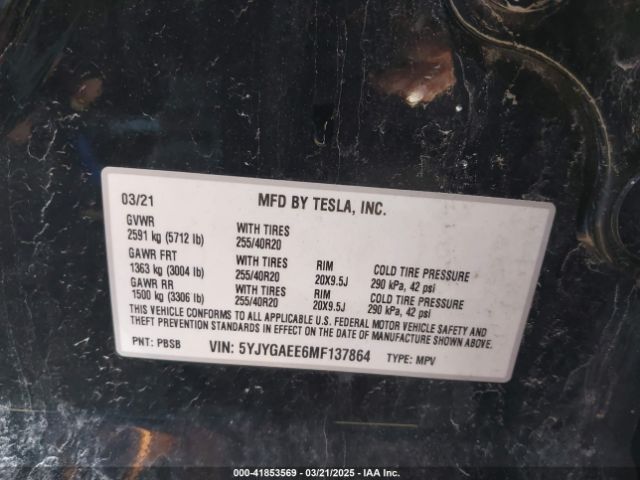 03/21 MFD BY TESLA, INC.
GVWR
2591 kg (5712 lb) WITH TIRES 255/40R20
GAWR FRT
1363 kg (3004 lb) WITH TIRES 255/40R20 RIM 20X9.5J COLD TIRE PRESSURE 290 kPa, 42 psi
GAWR RR
1500 kg (3306 lb) WITH TIRES 255/40R20 RIM 20X9.5J COLD TIRE PRESSURE 290 kPa, 42 psi
THIS VEHICLE CONFORMS TO ALL APPLICABLE U.S. FEDERAL MOTOR VEHICLE SAFETY AND
THEFT PREVENTION STANDARDS IN EFFECT ON THE DATE OF MANUFACTURE SHOWN ABOVE.
PNT: PBSB VIN: 5YJYGAEE6MF137864 TYPE: MPV
000-41853569 — 03/21/2025 - IAA Inc.